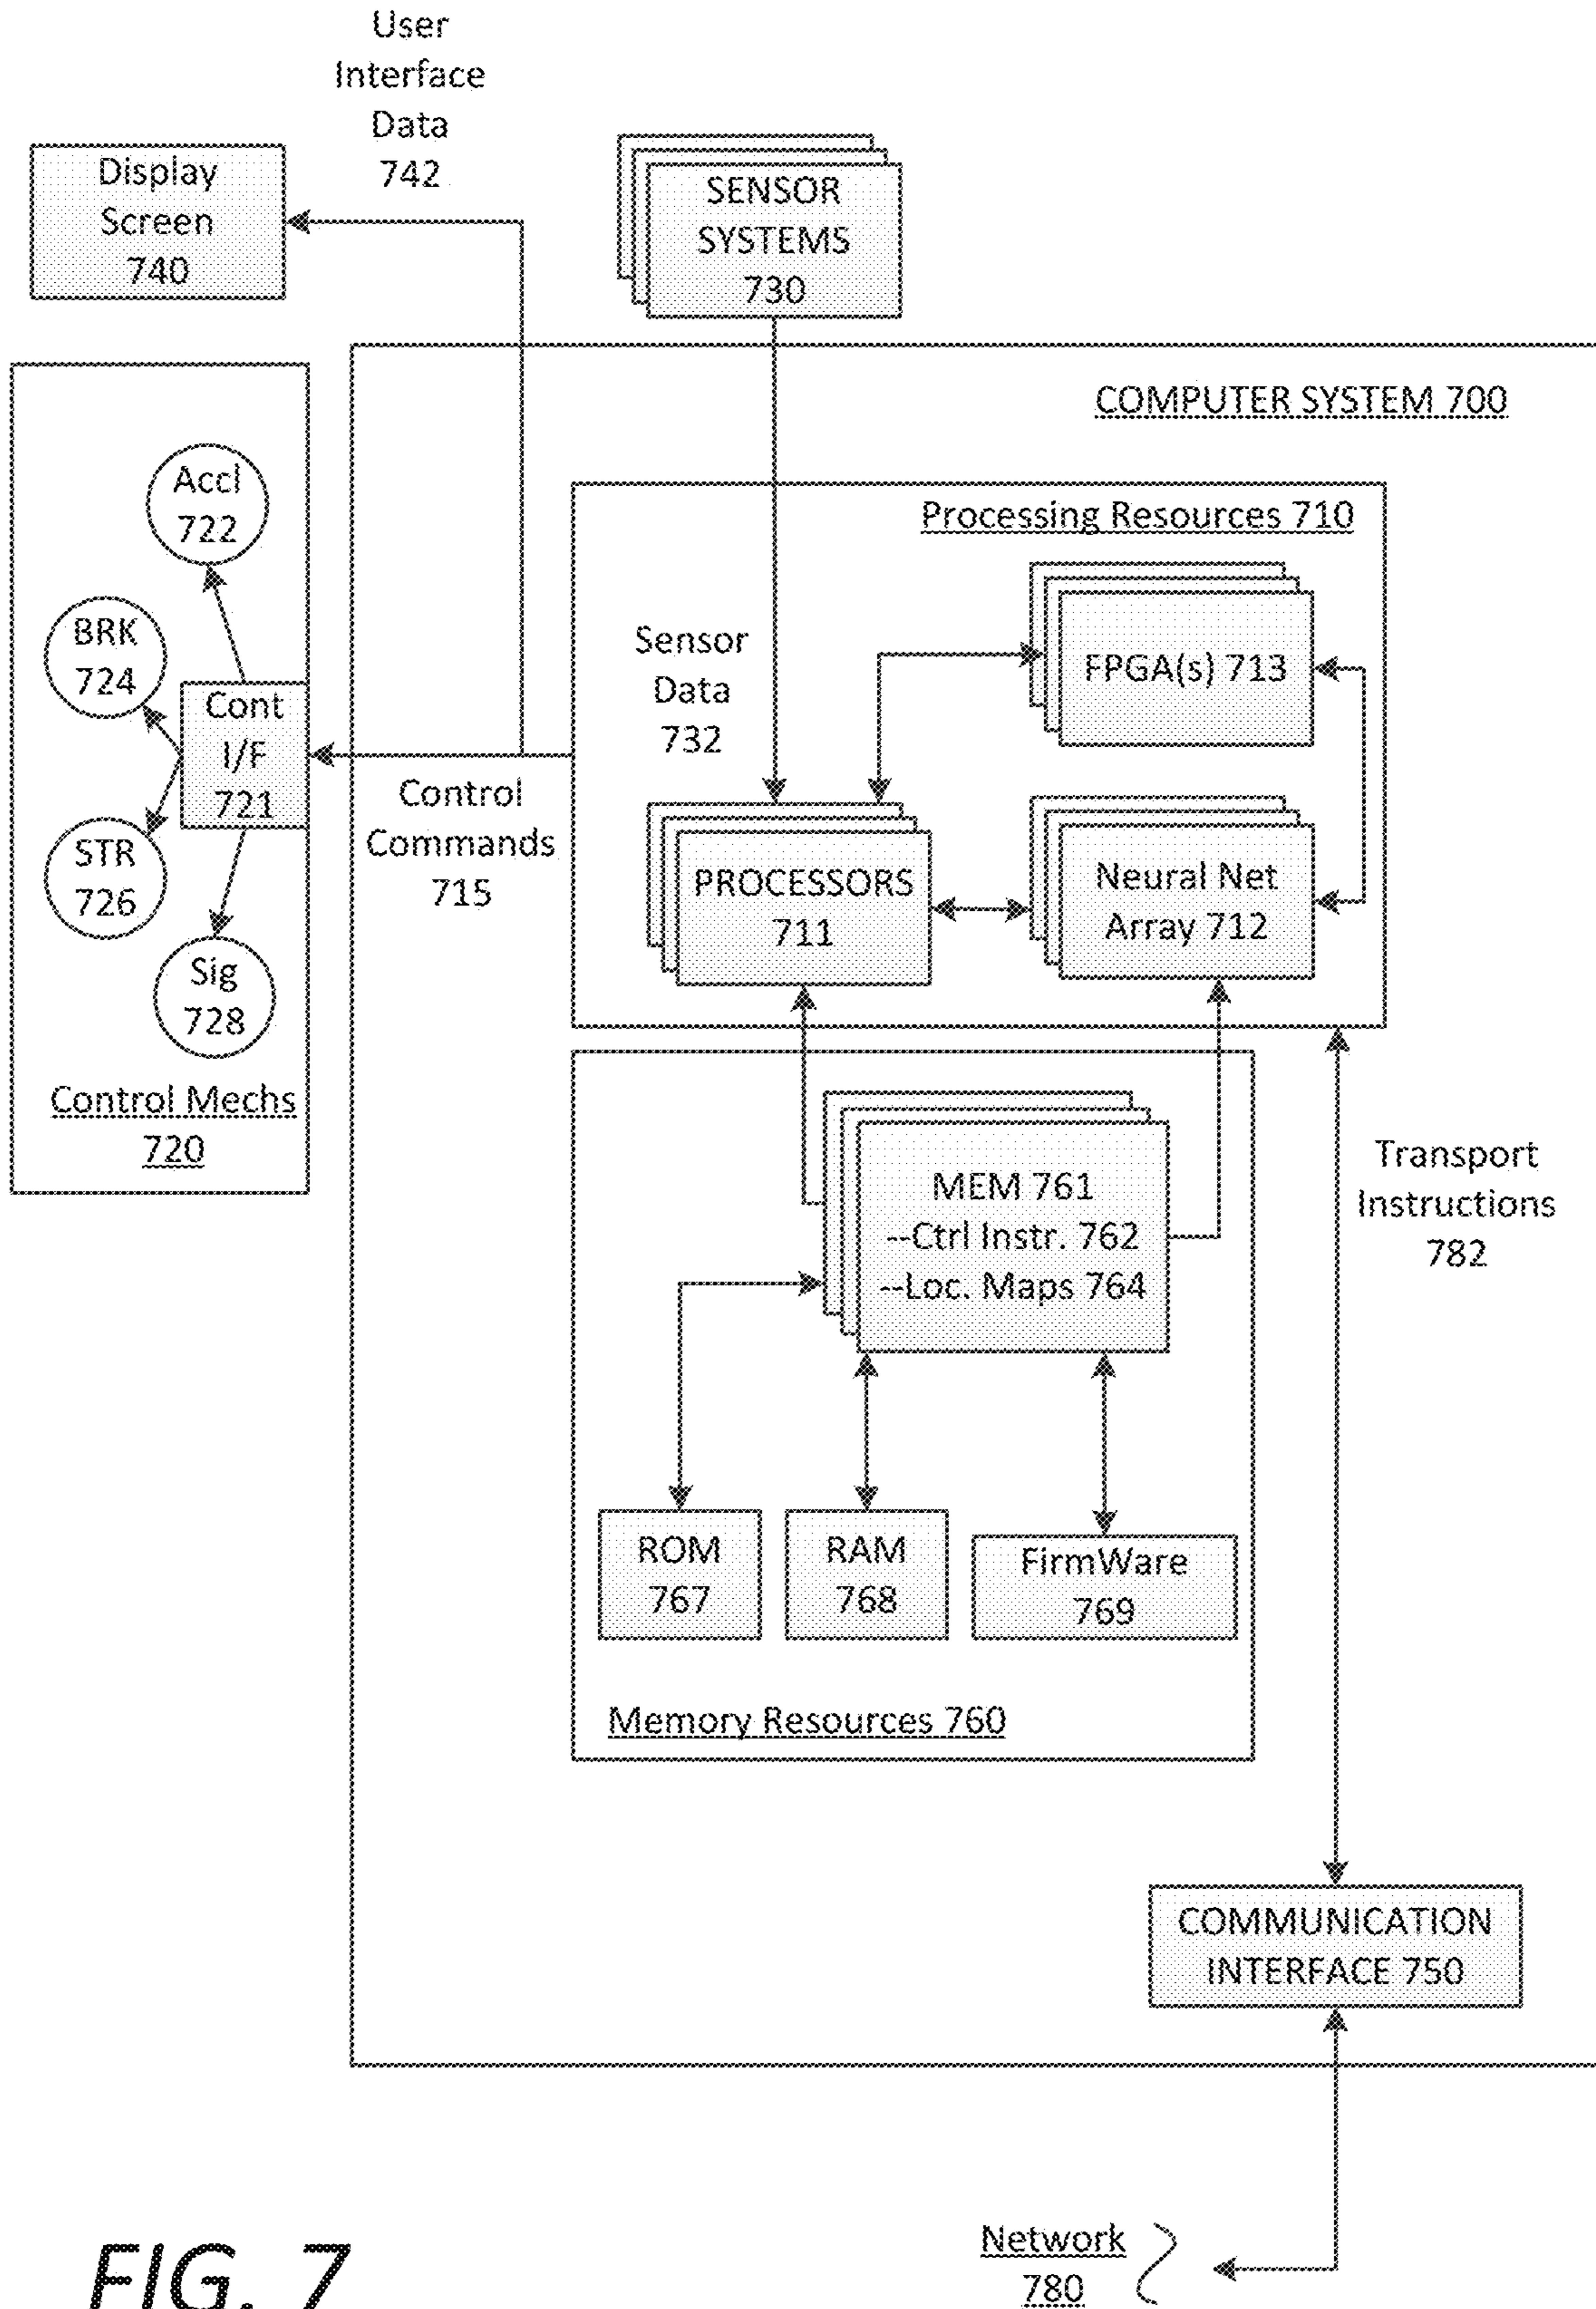 User
Interface
Data
742
Display
Screen
740
SENSOR
SYSTEMS
730
COMPUTER SYSTEM 700
Accl
722
BRK
724
Cont
I/F
721
STR
726
Sig
728
Control Mechs
720
Control
Commands
715
Processing Resources 710
Sensor
Data
732
FPGA(s) 713
PROCESSORS
711
Neural Net
Array 712
MEM 761
--Ctrl Instr. 762
--Loc. Maps 764
Transport
Instructions
782
ROM
767
RAM
768
FirmWare
769
Memory Resources 760
COMMUNICATION
INTERFACE 750
Network
780
FIG. 7